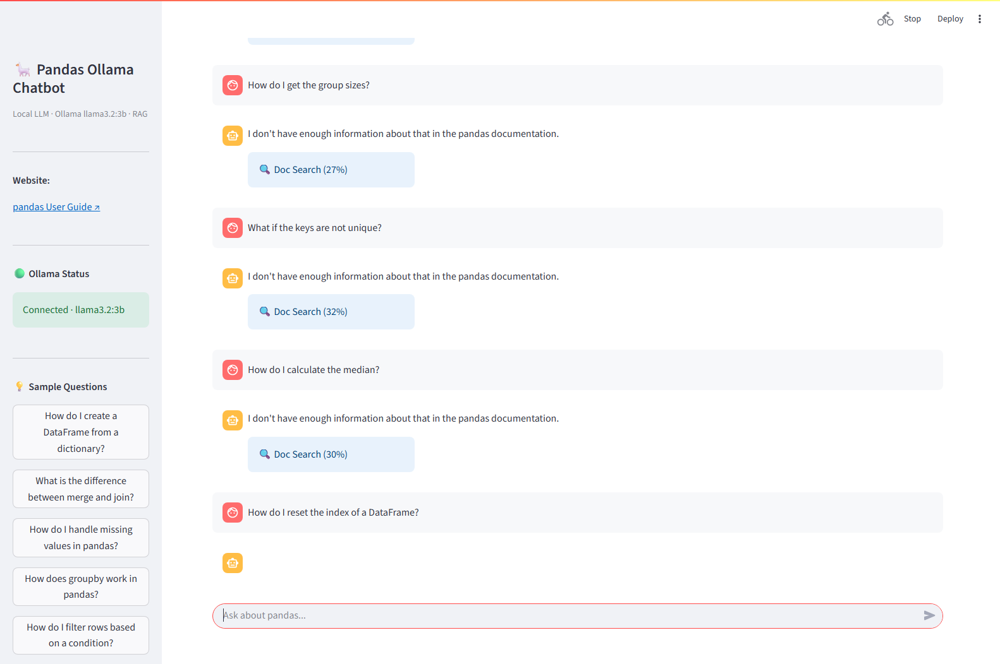 Stop
Deploy
Pandas Ollama
Chatbot
Local LLM · Ollama llama3.2:3b · RAG
Website:
pandas User Guide ↗
Ollama Status
Connected · llama3.2:3b
Sample Questions
How do I create a
DataFrame from a
dictionary?
What is the difference
between merge and join?
How do I handle missing
values in pandas?
How does groupby work in
pandas?
How do I filter rows based
on a condition?
How do I get the group sizes?
I don't have enough information about that in the pandas documentation.
Doc Search (27%)
What if the keys are not unique?
I don't have enough information about that in the pandas documentation.
Doc Search (32%)
How do I calculate the median?
I don't have enough information about that in the pandas documentation.
Doc Search (30%)
How do I reset the index of a DataFrame?
Ask about pandas...